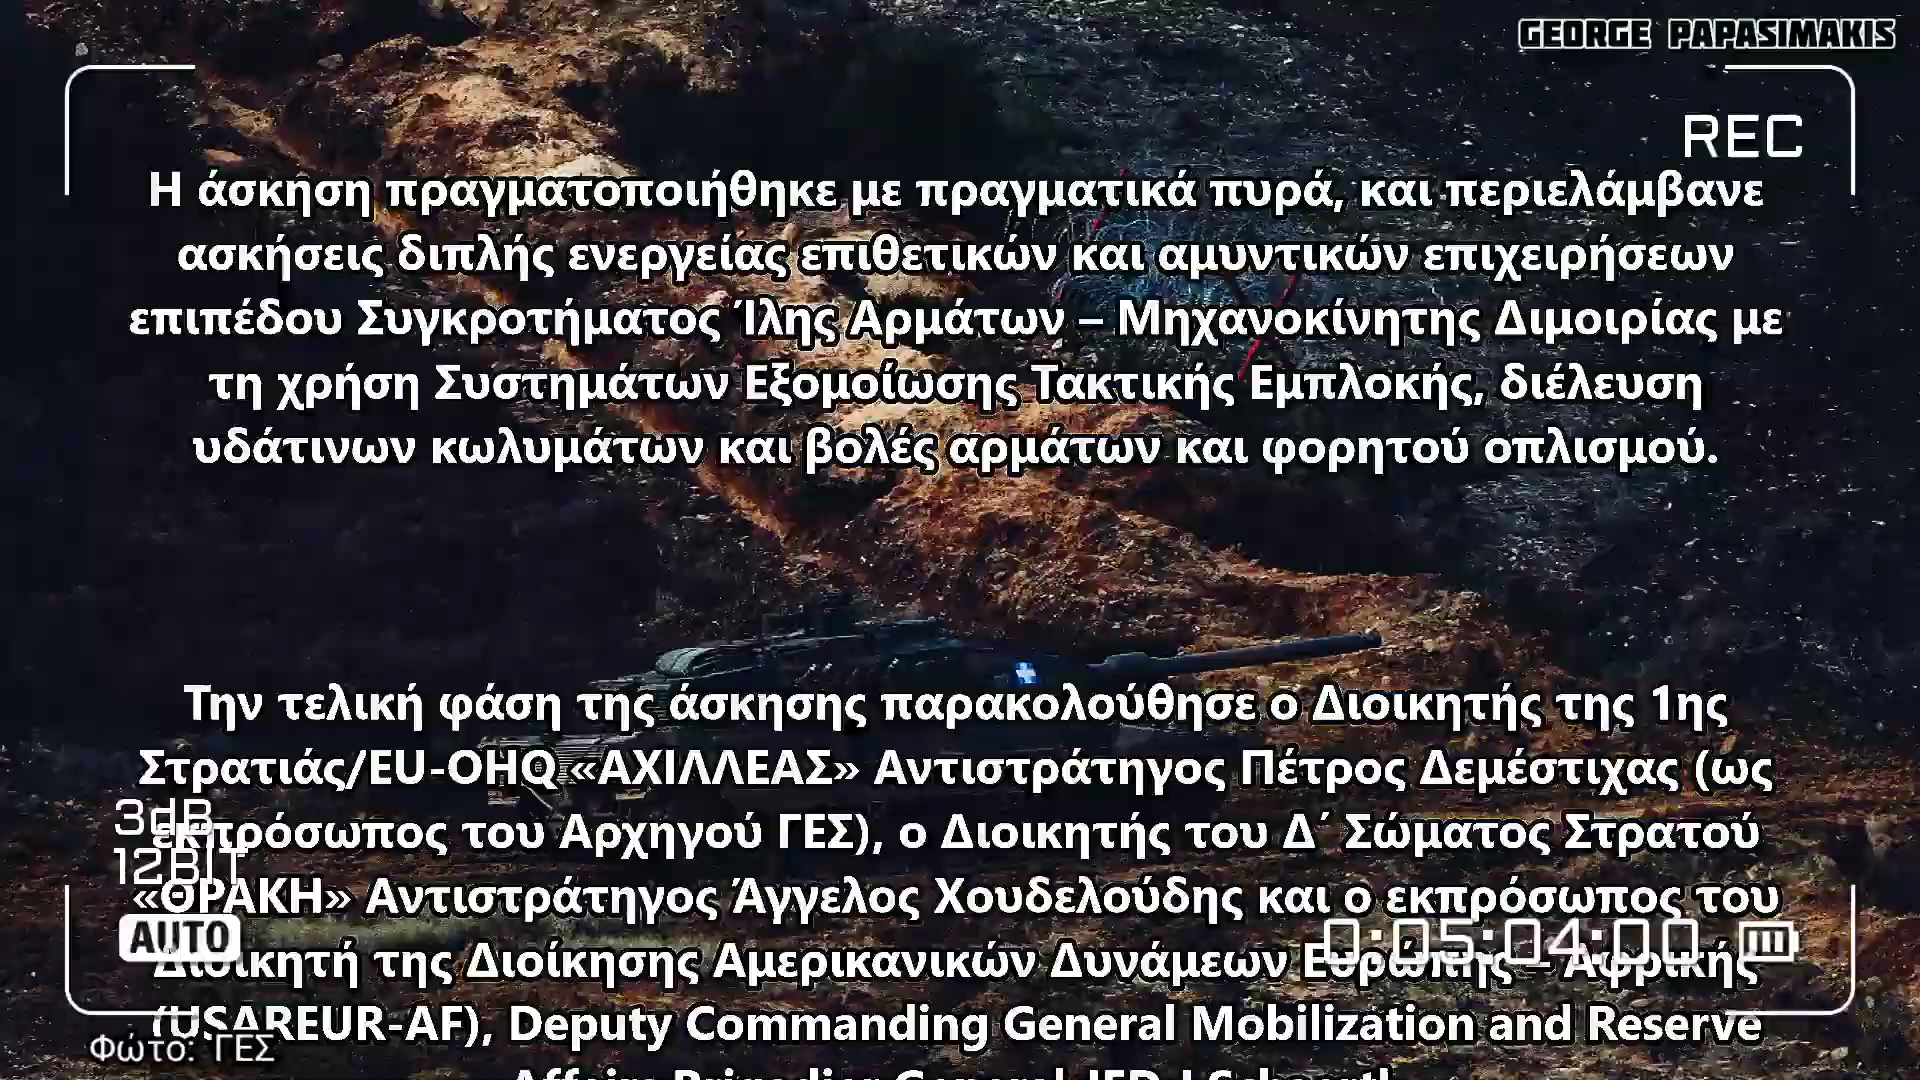 GEORGE PAPASIMAKIS
REC
Η άσκηση πραγματοποιήθηκε με πραγματικά πυρά, και περιελάμβανε
ασκήσεις διπλής ενεργείας επιθετικών και αμυντικών επιχειρήσεων
επιπέδου Συγκροτήματος Ίλης Αρμάτων – Μηχανοκίνητης Διμοιρίας με
τη χρήση Συστημάτων Εξομοίωσης Τακτικής Εμπλοκής, διέλευση
υδάτινων κωλυμάτων και βολές αρμάτων και φορητού οπλισμού.
Την τελική φάση της άσκησης παρακολούθησε ο Διοικητής της 1ης
Στρατιάς/EU-OHQ «ΑΧΙΛΛΕΑΣ» Αντιστράτηγος Πέτρος Δεμέστιχας (ως
εκπρόσωπος του Αρχηγού ΓΕΣ), ο Διοικητής του Δ΄ Σώματος Στρατού
«ΘΡΑΚΗ» Αντιστράτηγος Άγγελος Χουδελούδης και ο εκπρόσωπος του
Διοικητή της Διοίκησης Αμερικανικών Δυνάμεων Ευρώπης – Αφρικής
(USAREUR-AF), Deputy Commanding General Mobilization and Reserve
3dB
12BIT
AUTO
0:05:04:00
Φώτο: ΓΕΣ